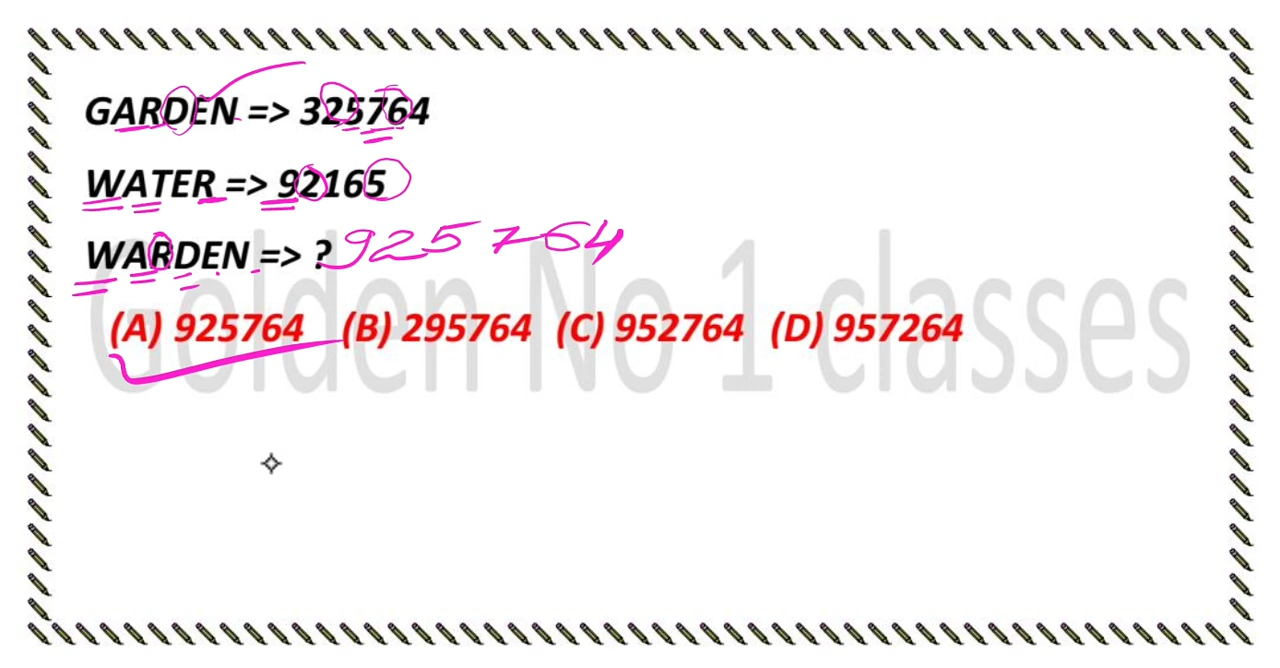 GARDEN => 325764
WATER => 92165
WARDEN => ? 925764
(A) 925764 (B) 295764 (C) 952764 (D) 957264
Golden No 1 classes